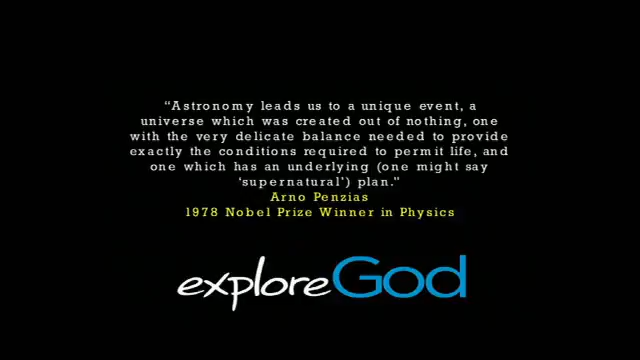 “Astronomy leads us to a unique event, a
universe which was created out of nothing, one
with the very delicate balance needed to provide
exactly the conditions required to permit life, and
one which has an underlying (one might say
‘supernatural’) plan.”
Arno Penzias
1978 Nobel Prize Winner in Physics
exploreGod